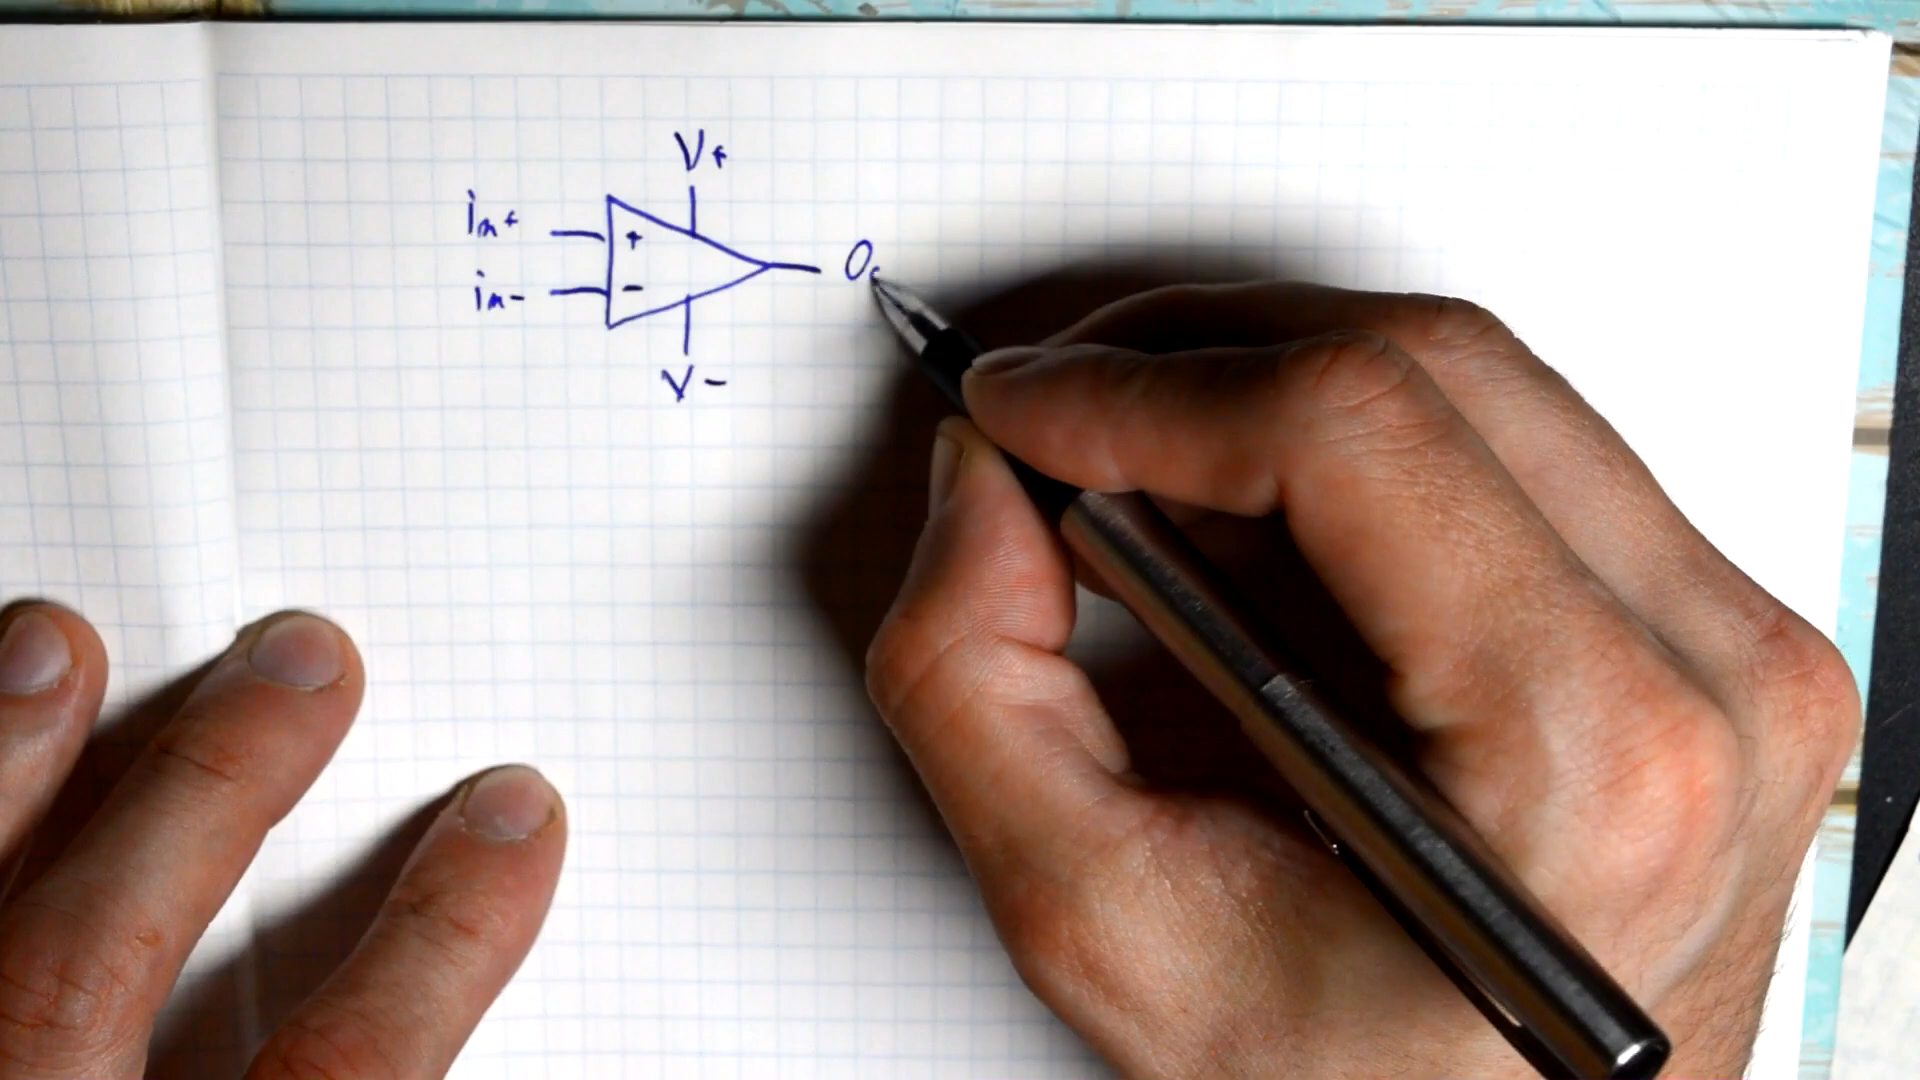 V+
in+
+
in-
-
V-